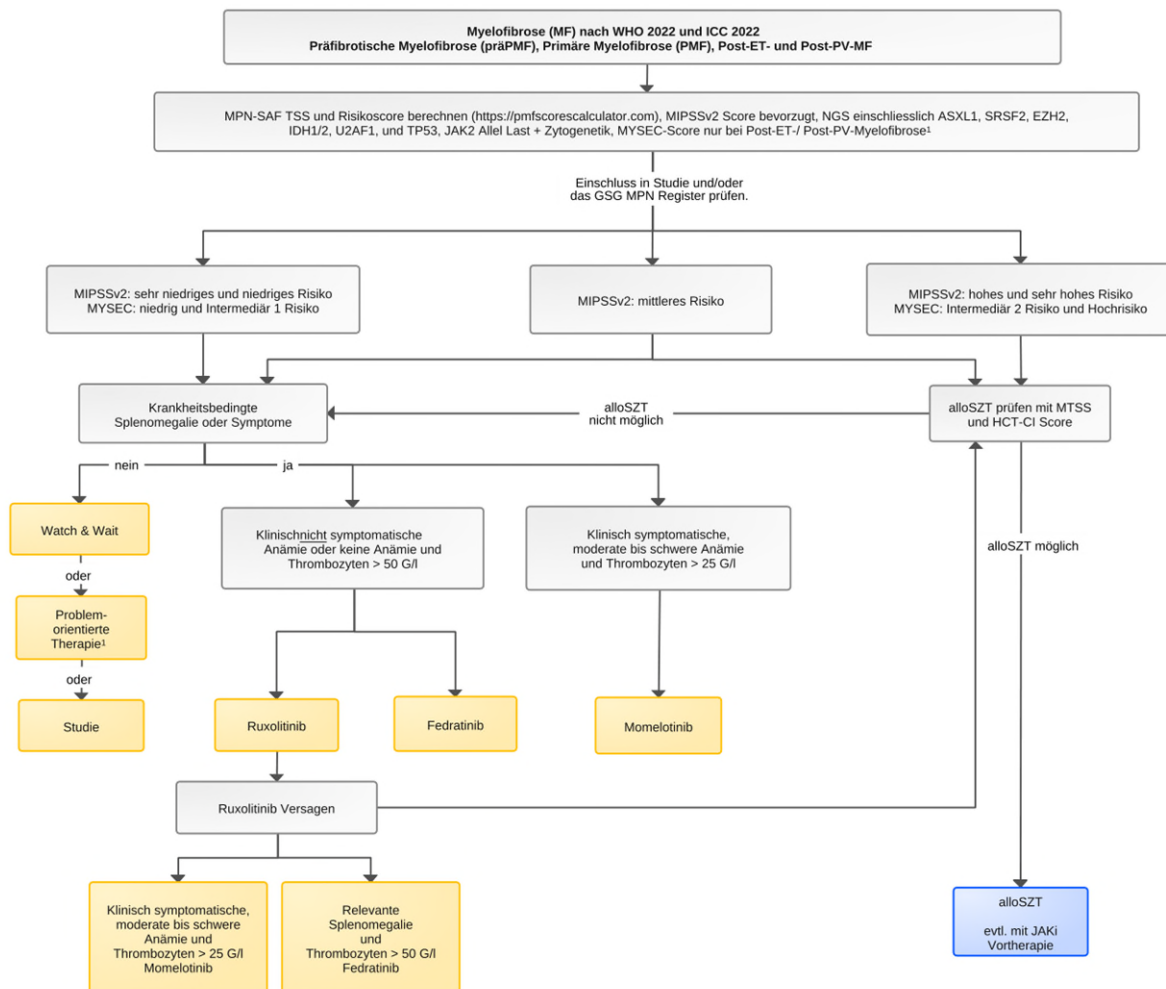 Myelofibrose (MF) nach WHO 2022 und ICC 2022
Präfibrotische Myelofibrose (präPMF), Primäre Myelofibrose (PMF), Post-ET- und Post-PV-MF
MPN-SAF TSS und Risikoscore berechnen (https://pmfscorescalculator.com), MIPSSv2 Score bevorzugt, NGS einschliesslich ASXL1, SRSF2, EZH2,
IDH1/2, U2AF1, und TP53, JAK2 Allel Last + Zytogenetik, MYSEC-Score nur bei Post-ET-/ Post-PV-Myelofibrose¹
Einschluss in Studie und/oder
das GSG MPN Register prüfen.
MIPSSv2: sehr niedriges und niedriges Risiko
MYSEC: niedrig und Intermediär 1 Risiko
MIPSSv2: mittleres Risiko
MIPSSv2: hohes und sehr hohes Risiko
MYSEC: Intermediär 2 Risiko und Hochrisiko
Krankheitsbedingte
Splenomegalie oder Symptome
alloSZT
nicht möglich
alloSZT prüfen mit MTSS
und HCT-CI Score
nein
ja
Watch & Wait
oder
Problem-
orientierte
Therapie¹
oder
Studie
Klinischnicht symptomatische
Anämie oder keine Anämie und
Thrombozyten > 50 G/l
Klinisch symptomatische,
moderate bis schwere Anämie
und Thrombozyten > 25 G/l
alloSZT möglich
Ruxolitinib
Fedratinib
Momelotinib
Ruxolitinib Versagen
Klinisch symptomatische,
moderate bis schwere
Anämie und
Thrombozyten > 25 G/l
Momelotinib
Relevante
Splenomegalie
und
Thrombozyten > 50 G/l
Fedratinib
alloSZT
evtl. mit JAKi
Vortherapie